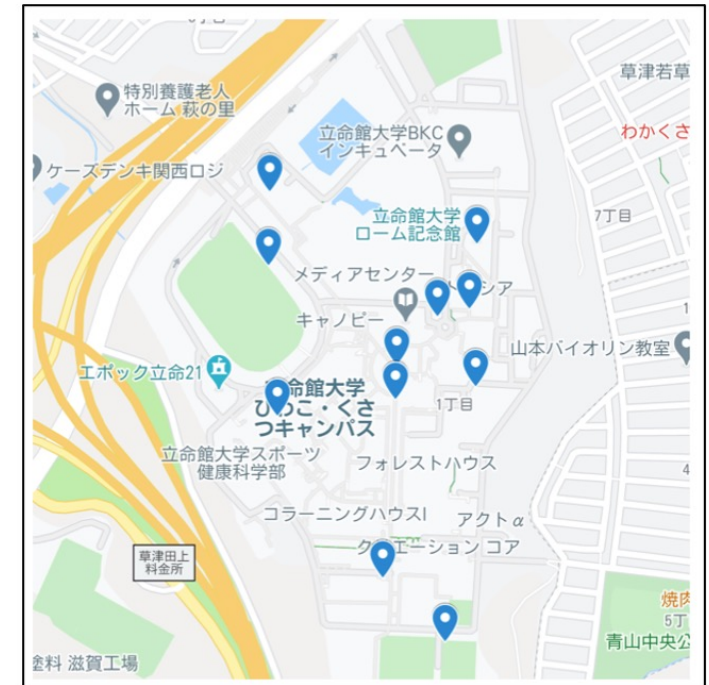 特別養護老人
ホーム 萩の里
草津若草
立命館大学BKC
インキュベータ
わかくさ
ケーズデンキ関西ロジ
立命館大学
ローム記念館
7丁目
メディアセンター
シア
キャノピー
山本バイオリン教室
エポック立命21
命館大学
びわこ・くさ
つキャンパス
1丁目
立命館大学スポーツ
健康科学部
フォレストハウス
コラーニングハウスI
アクトα
クリエーション コア
草津田上
料金所
焼肉
5丁
青山中央公
塗料 滋賀工場